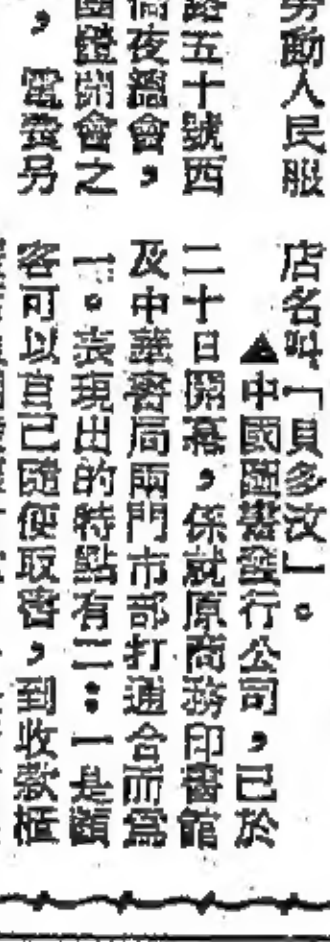 勞動人民服
路五十號西
夜總會，
會開會之
，電費另
店名叫「貝多汶」。
▲中國圖書發行公司，已於
二十日開幕，係就原商務印書館
及中華書局兩門市部打通合而爲
一。表現出的特點有二：一是顧
客可以自己隨便取書，到收款櫃